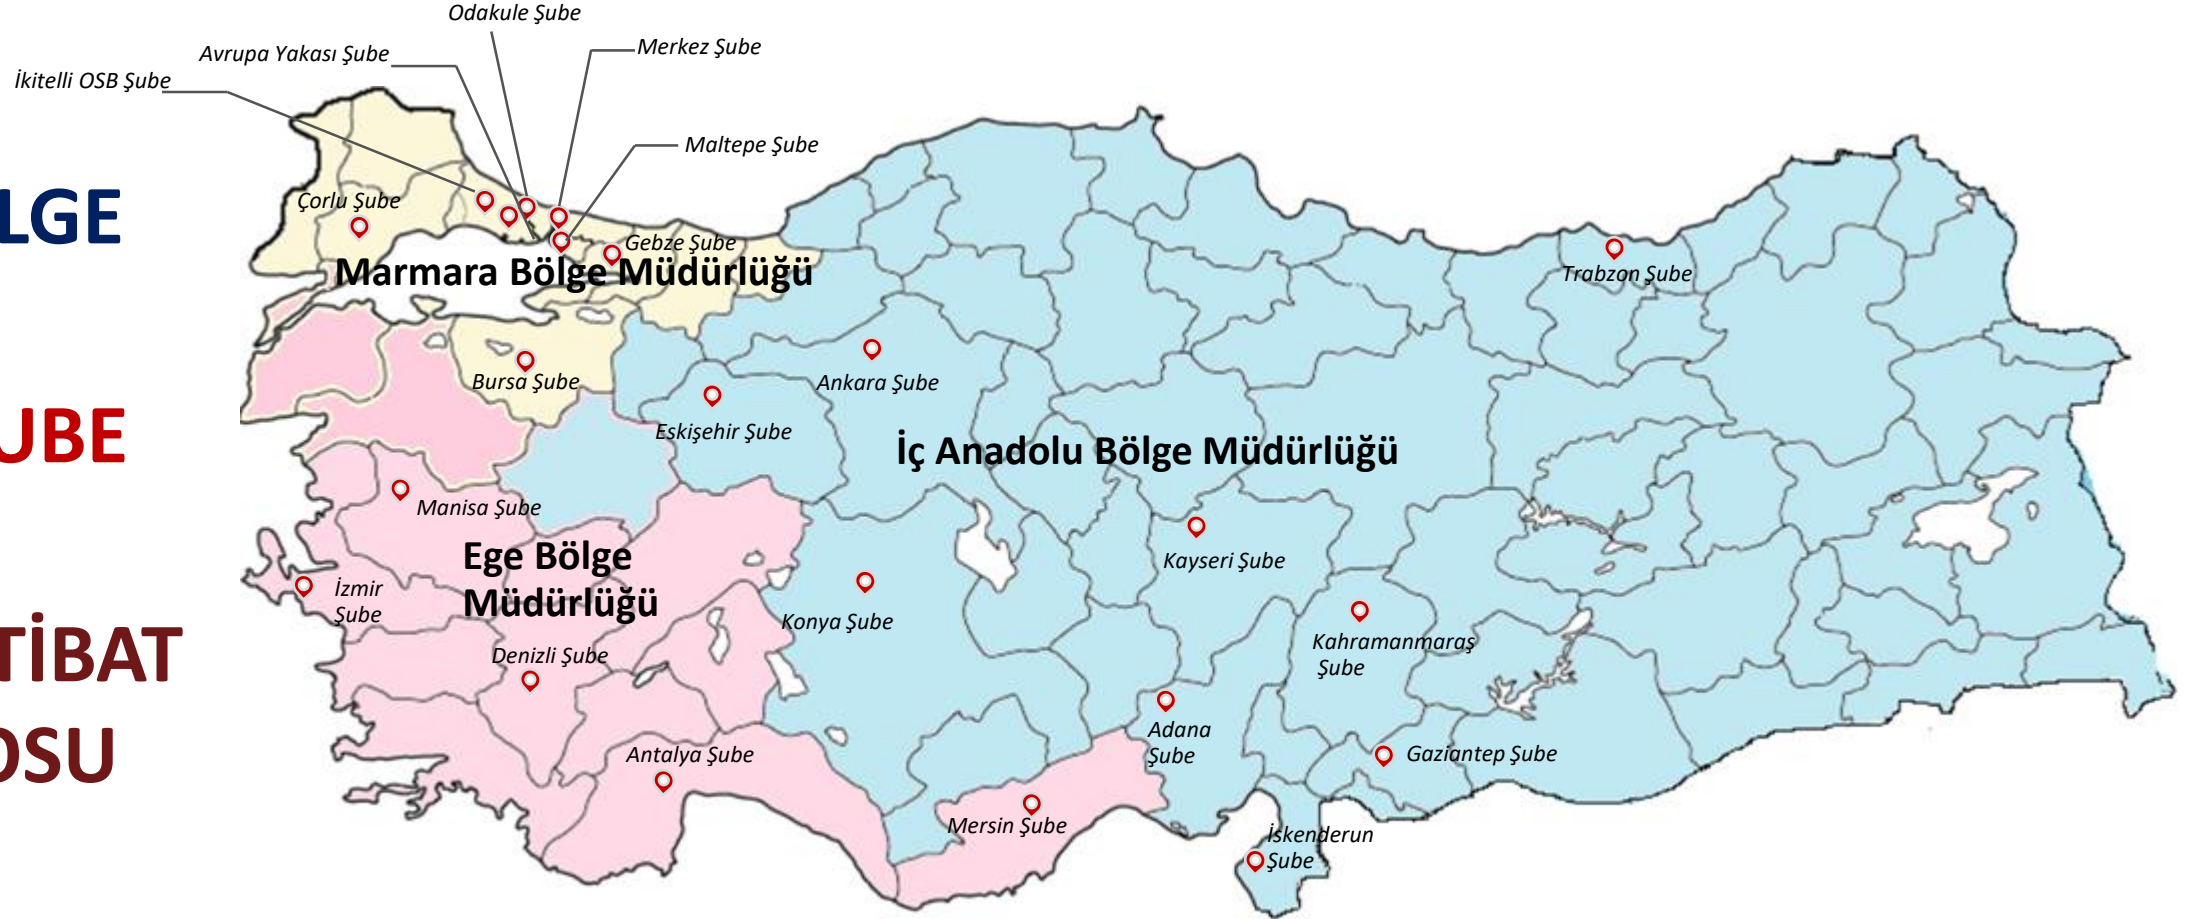 Odakule Şube
Merkez Şube
Avrupa Yakası Şube
İkitelli OSB Şube
Maltepe Şube
Çorlu Şube
LGE
Gebze Şube
Marmara Bölge Müdürlüğü
Trabzon Şube
Bursa Şube
Ankara Şube
UBE
Eskişehir Şube
İç Anadolu Bölge Müdürlüğü
Manisa Şube
Ege Bölge
Müdürlüğü
Kayseri Şube
İzmir
Şube
Konya Şube
Kahramanmaraş
Şube
TİBAT
Denizli Şube
OSU
Antalya Şube
Adana
Şube
Gaziantep Şube
Mersin Şube
İskenderun
Şube